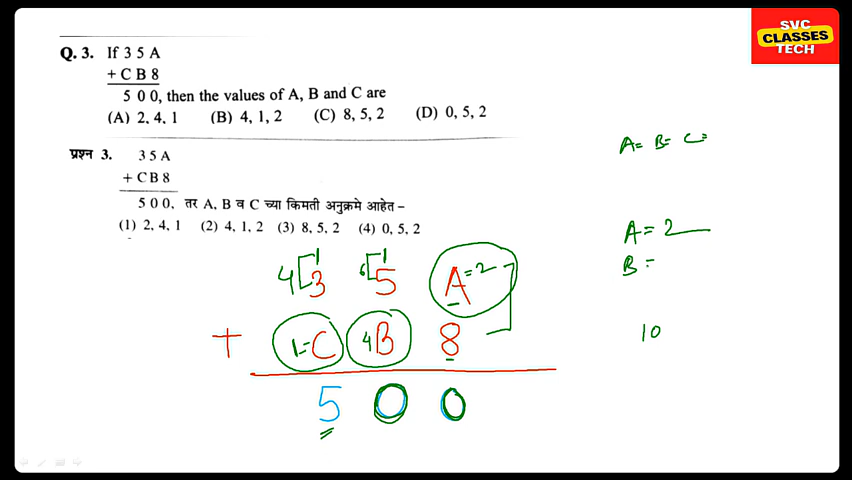 SVC
CLASSES
TECH
Q. 3. If 3 5 A
+ C B 8
5 0 0, then the values of A, B and C are
(A) 2, 4, 1 (B) 4, 1, 2 (C) 8, 5, 2 (D) 0, 5, 2
प्रश्न 3. 3 5 A
+ C B 8
5 0 0, तर A, B व C च्या किमती अनुक्रमे आहेत –
(1) 2, 4, 1 (2) 4, 1, 2 (3) 8, 5, 2 (4) 0, 5, 2
A= B= C=
A = 2
B =
10
1 1
4 3 6 5 A =2
+ 1=C 4 B 8
5 0 0